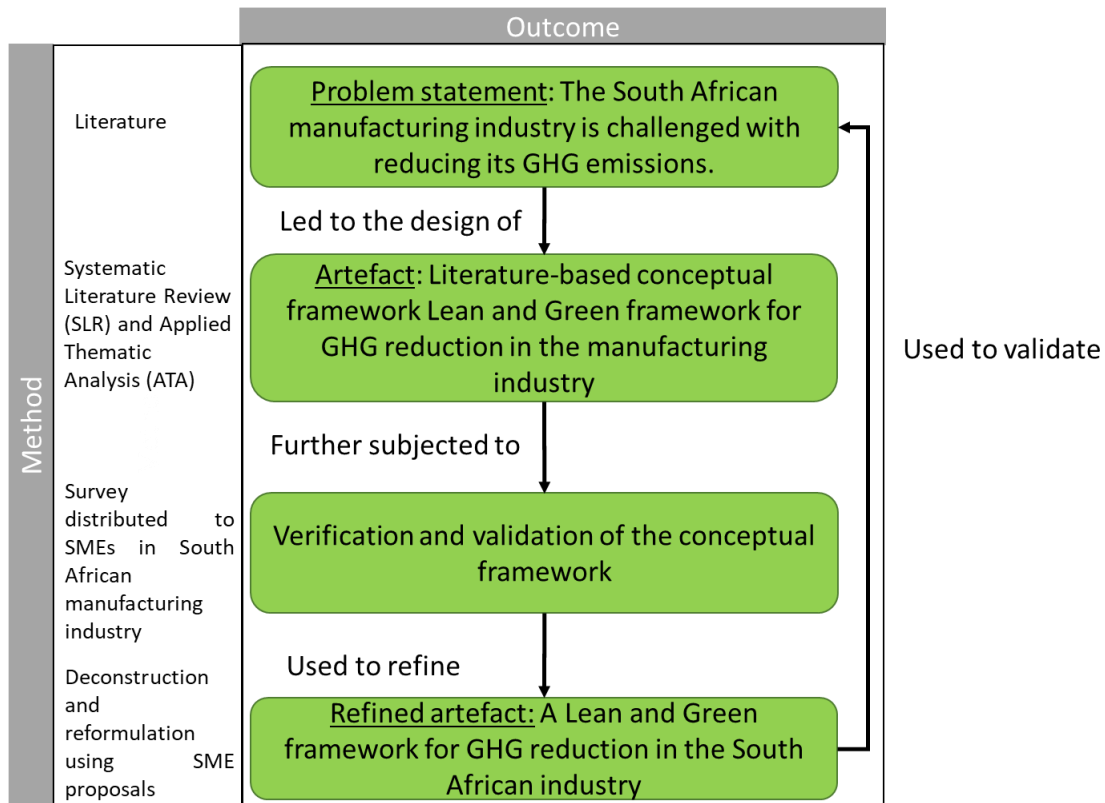 Outcome
Method
Literature
Problem statement: The South African
manufacturing industry is challenged with
reducing its GHG emissions.
Led to the design of
Systematic
Literature Review
(SLR) and Applied
Thematic
Analysis (ATA)
Artefact: Literature-based conceptual
framework Lean and Green framework for
GHG reduction in the manufacturing
industry
Used to validate
Further subjected to
Survey
distributed to
SMEs in South
African
manufacturing
industry
Verification and validation of the conceptual
framework
Used to refine
Deconstruction
and
reformulation
using SME
proposals
Refined artefact: A Lean and Green
framework for GHG reduction in the South
African industry